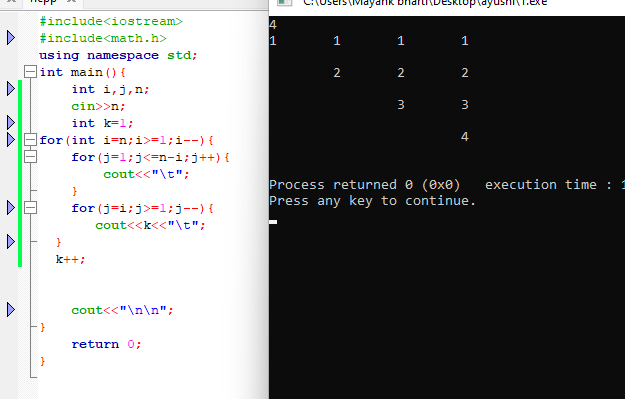 C:\Users\Mayank bharti\Desktop\ayushi\1.exe
#include<iostream>
#include<math.h>
using namespace std;
int main(){
int i,j,n;
cin>>n;
int k=1;
for(int i=n;i>=1;i--){
for(j=1;j<=n-i;j++){
cout<<"\t";
}
for(j=i;j>=1;j--){
cout<<k<<"\t";
}
k++;
cout<<"\n\n";
}
return 0;
}
4
1 1 1 1
2 2 2
3 3
4
Process returned 0 (0x0) execution time :
Press any key to continue.